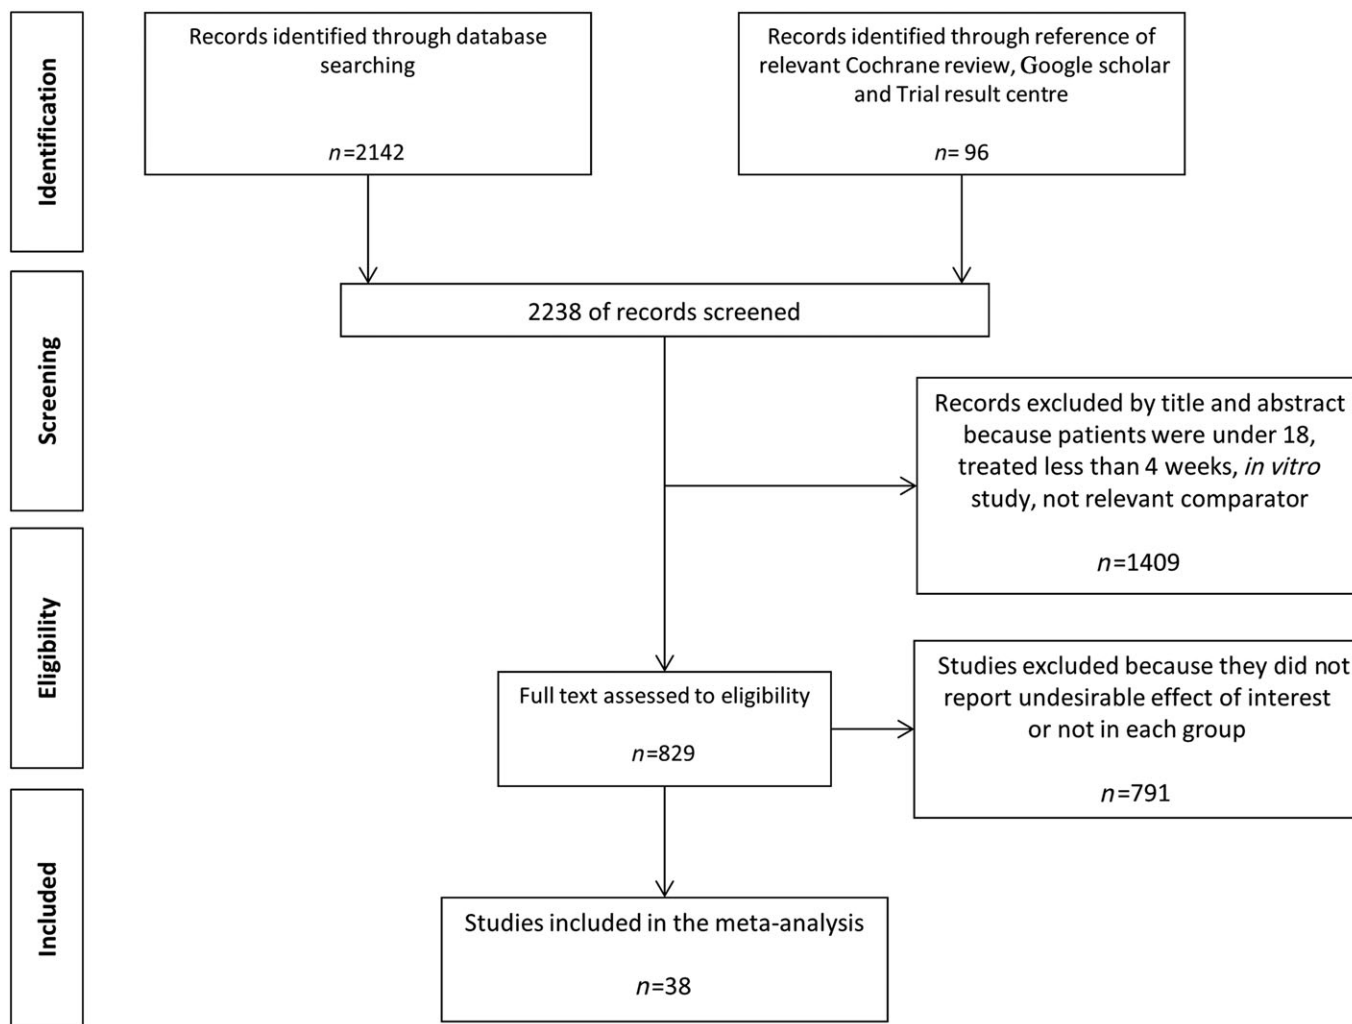 Identification
Records identified through database
searching
n=2142
Records identified through reference of
relevant Cochrane review, Google scholar
and Trial result centre
n= 96
Screening
2238 of records screened
Records excluded by title and abstract
because patients were under 18,
treated less than 4 weeks, in vitro
study, not relevant comparator
n=1409
Eligibility
Full text assessed to eligibility
n=829
Studies excluded because they did not
report undesirable effect of interest
or not in each group
n=791
Included
Studies included in the meta-analysis
n=38